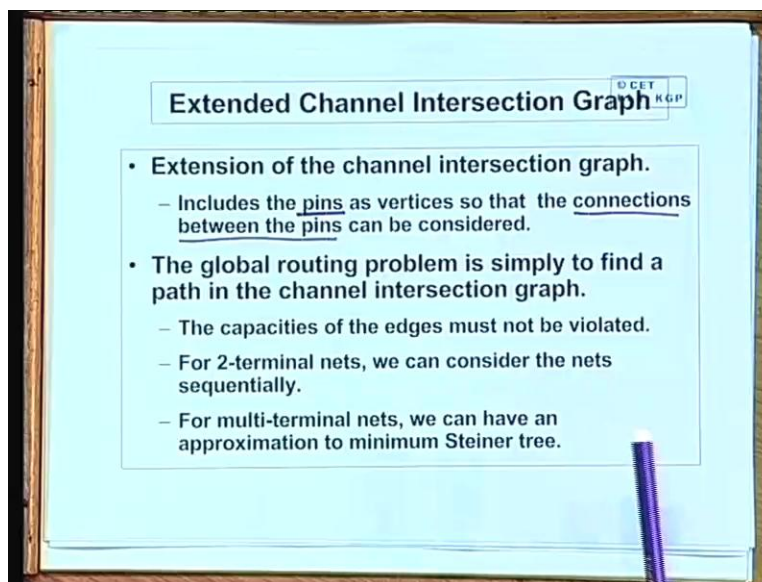 © CET
KGP
Extended Channel Intersection Graph
• Extension of the channel intersection graph.
– Includes the pins as vertices so that the connections
between the pins can be considered.
• The global routing problem is simply to find a
path in the channel intersection graph.
– The capacities of the edges must not be violated.
– For 2-terminal nets, we can consider the nets
sequentially.
– For multi-terminal nets, we can have an
approximation to minimum Steiner tree.